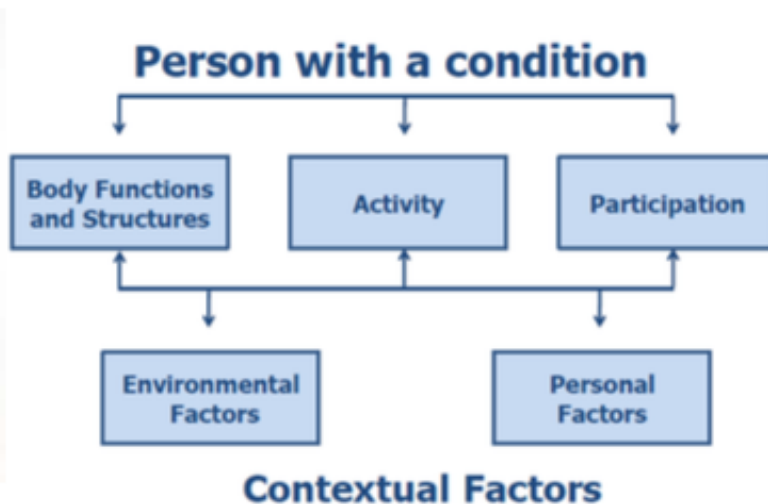 Person with a condition
Body Functions
and Structures
Activity
Participation
Environmental
Factors
Personal
Factors
Contextual Factors